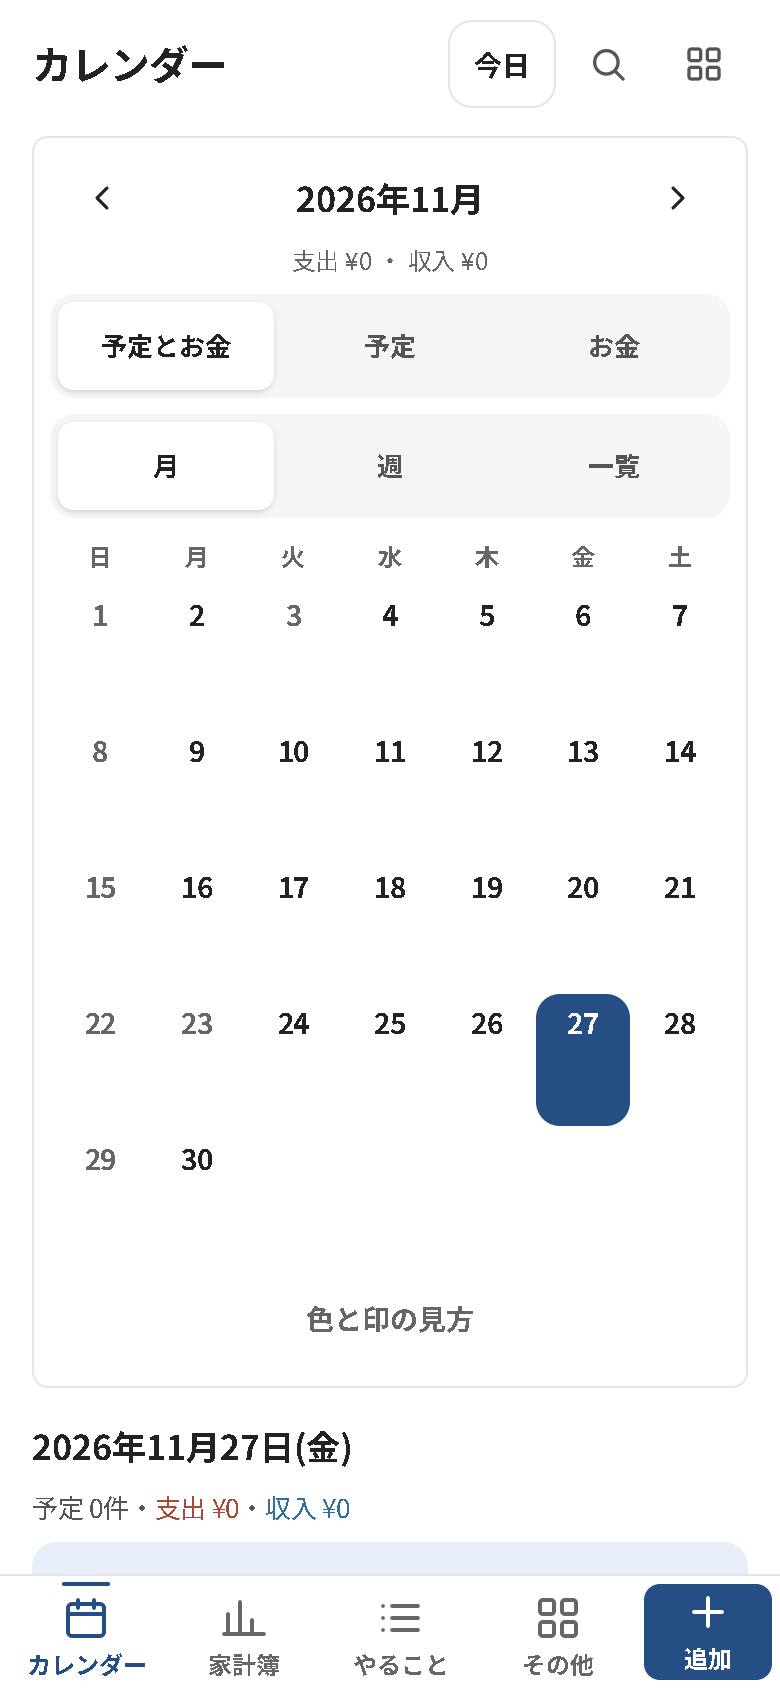 カレンダー 今日
2026年11月
支出 ¥0 ・ 収入 ¥0
予定とお金 予定 お金
月 週 一覧
日 月 火 水 木 金 土
1 2 3 4 5 6 7
8 9 10 11 12 13 14
15 16 17 18 19 20 21
22 23 24 25 26 27 28
29 30
色と印の見方
2026年11月27日(金)
予定 0件・支出 ¥0・収入 ¥0
カレンダー 家計簿 やること その他 追加